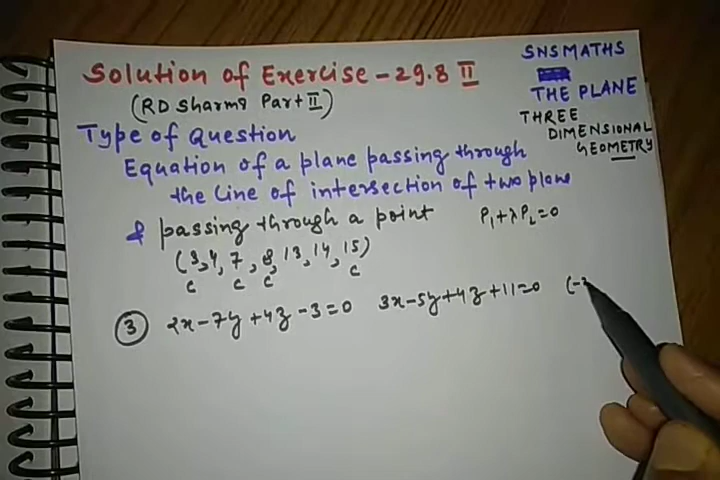 Solution of Exercise - 29.8 II
(RD Sharma Part II)
SNSMATHS
THE PLANE
THREE
DIMENSIONAL
GEOMETRY
Type of Question
Equation of a plane passing through
the line of intersection of two plane
& passing through a point P₁+λP₂=0
(3,4,7,8,13,14,15)
c c c c
③ 2x-7y+4z-3=0 3x-5y+4z+11=0 (-2